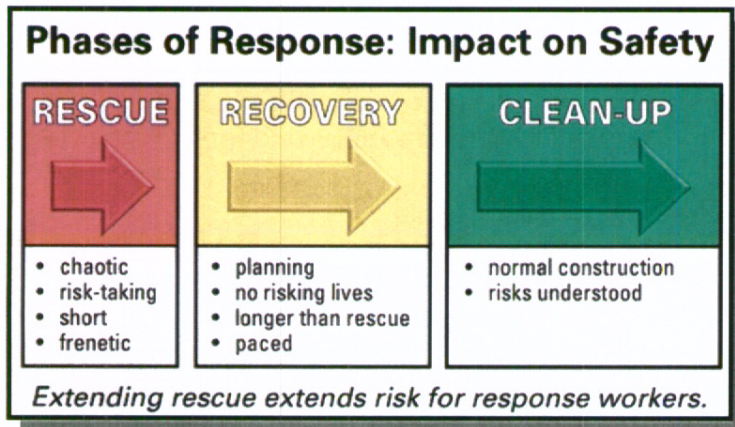 Phases of Response: Impact on Safety
RESCUE
• chaotic
• risk-taking
• short
• frenetic
RECOVERY
• planning
• no risking lives
• longer than rescue
• paced
CLEAN-UP
• normal construction
• risks understood
Extending rescue extends risk for response workers.